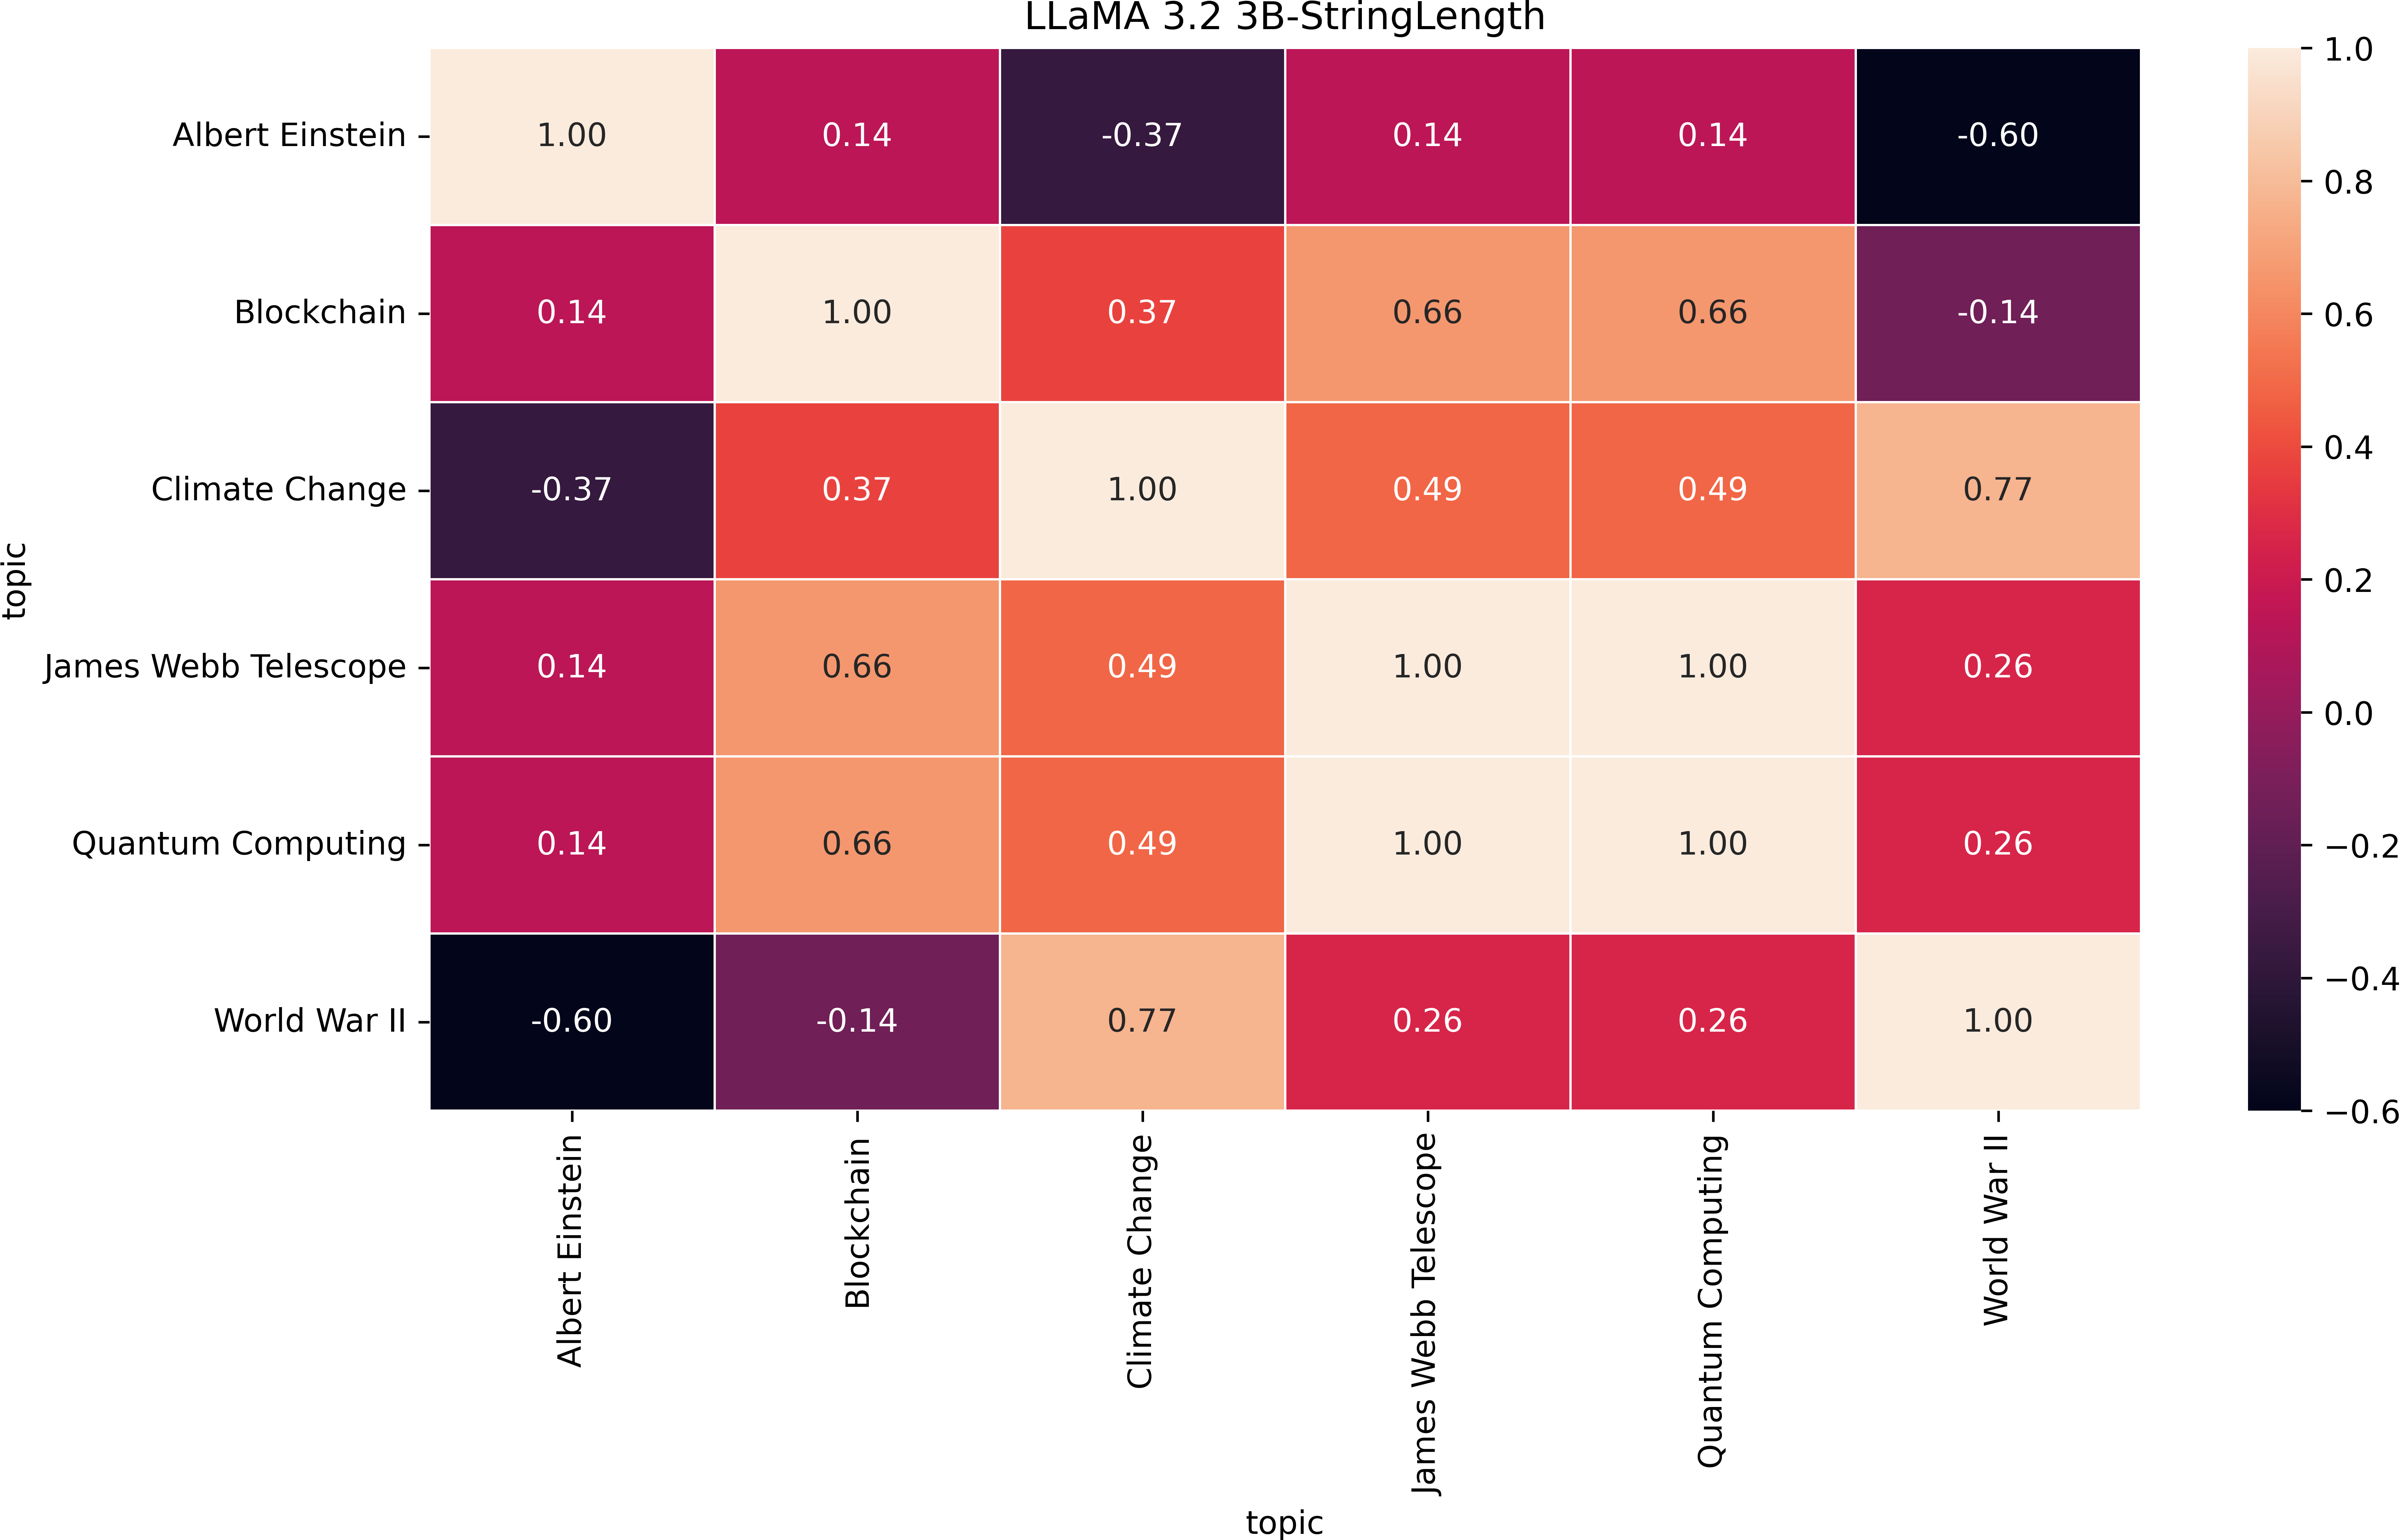 LLaMA 3.2 3B-StringLength
Albert Einstein 1.00 0.14 -0.37 0.14 0.14 -0.60
Blockchain 0.14 1.00 0.37 0.66 0.66 -0.14
Climate Change -0.37 0.37 1.00 0.49 0.49 0.77
James Webb Telescope 0.14 0.66 0.49 1.00 1.00 0.26
Quantum Computing 0.14 0.66 0.49 1.00 1.00 0.26
World War II -0.60 -0.14 0.77 0.26 0.26 1.00
topic
Albert Einstein
Blockchain
Climate Change
James Webb Telescope
Quantum Computing
World War II
topic
1.0
0.8
0.6
0.4
0.2
0.0
−0.2
−0.4
−0.6